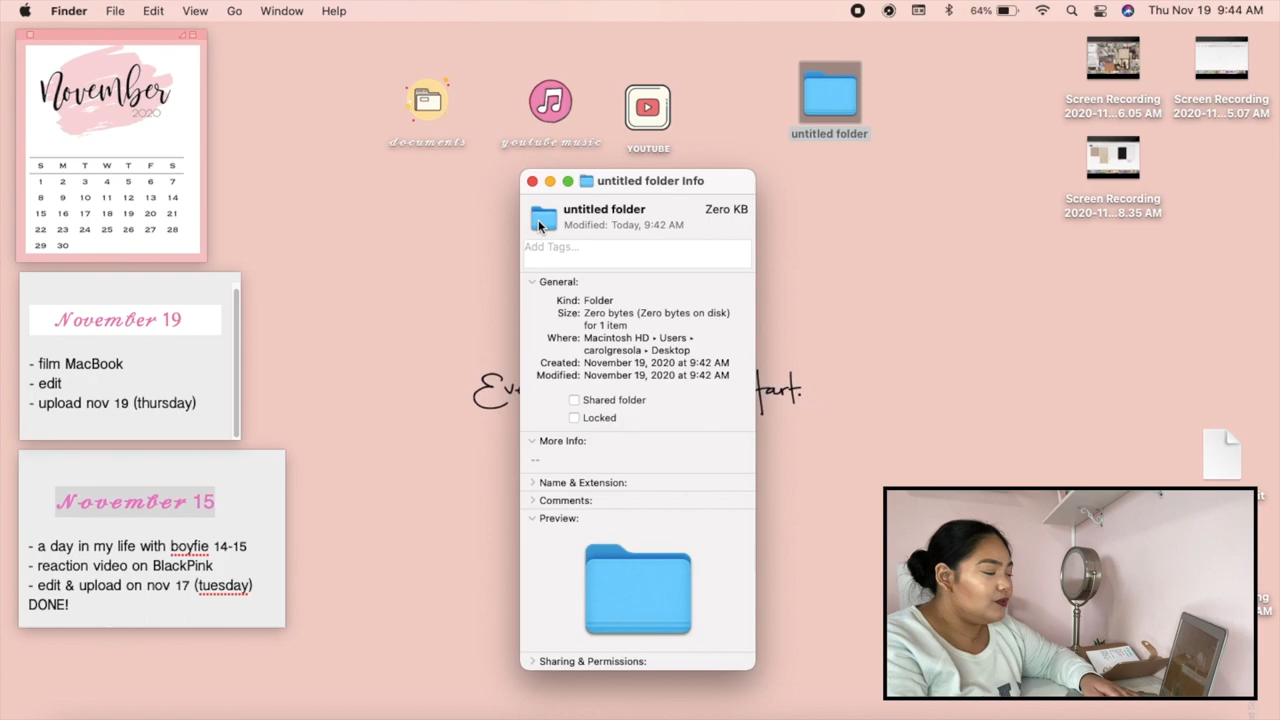 Finder File Edit View Go Window Help
64% Thu Nov 19 9:44 AM
November
2020
S M T W T F S
1 2 3 4 5 6 7
8 9 10 11 12 13 14
15 16 17 18 19 20 21
22 23 24 25 26 27 28
29 30
November 19
- film MacBook
- edit
- upload nov 19 (thursday)
November 15
- a day in my life with boyfie 14-15
- reaction video on BlackPink
- edit & upload on nov 17 (tuesday)
DONE!
documents
youtube music
YOUTUBE
untitled folder
Screen Recording
2020-11...6.05 AM
Screen Recording
2020-11...5.07 AM
Screen Recording
2020-11...8.35 AM
untitled folder Info
untitled folder Zero KB
Modified: Today, 9:42 AM
Add Tags...
General:
Kind: Folder
Size: Zero bytes (Zero bytes on disk)
for 1 item
Where: Macintosh HD ▸ Users ▸
carolgresola ▸ Desktop
Created: November 19, 2020 at 9:42 AM
Modified: November 19, 2020 at 9:42 AM
Shared folder
Locked
More Info:
--
Name & Extension:
Comments:
Preview:
Sharing & Permissions:
AM